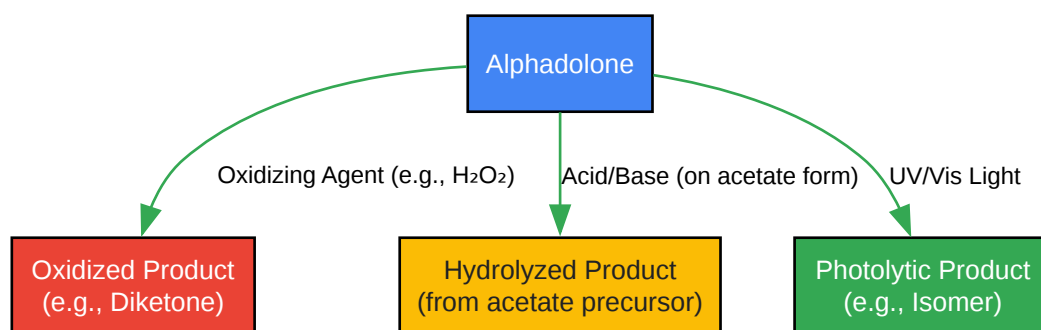 Alphadolone
Oxidizing Agent (e.g., H₂O₂)
Acid/Base (on acetate form)
UV/Vis Light
Oxidized Product
(e.g., Diketone)
Hydrolyzed Product
(from acetate precursor)
Photolytic Product
(e.g., Isomer)